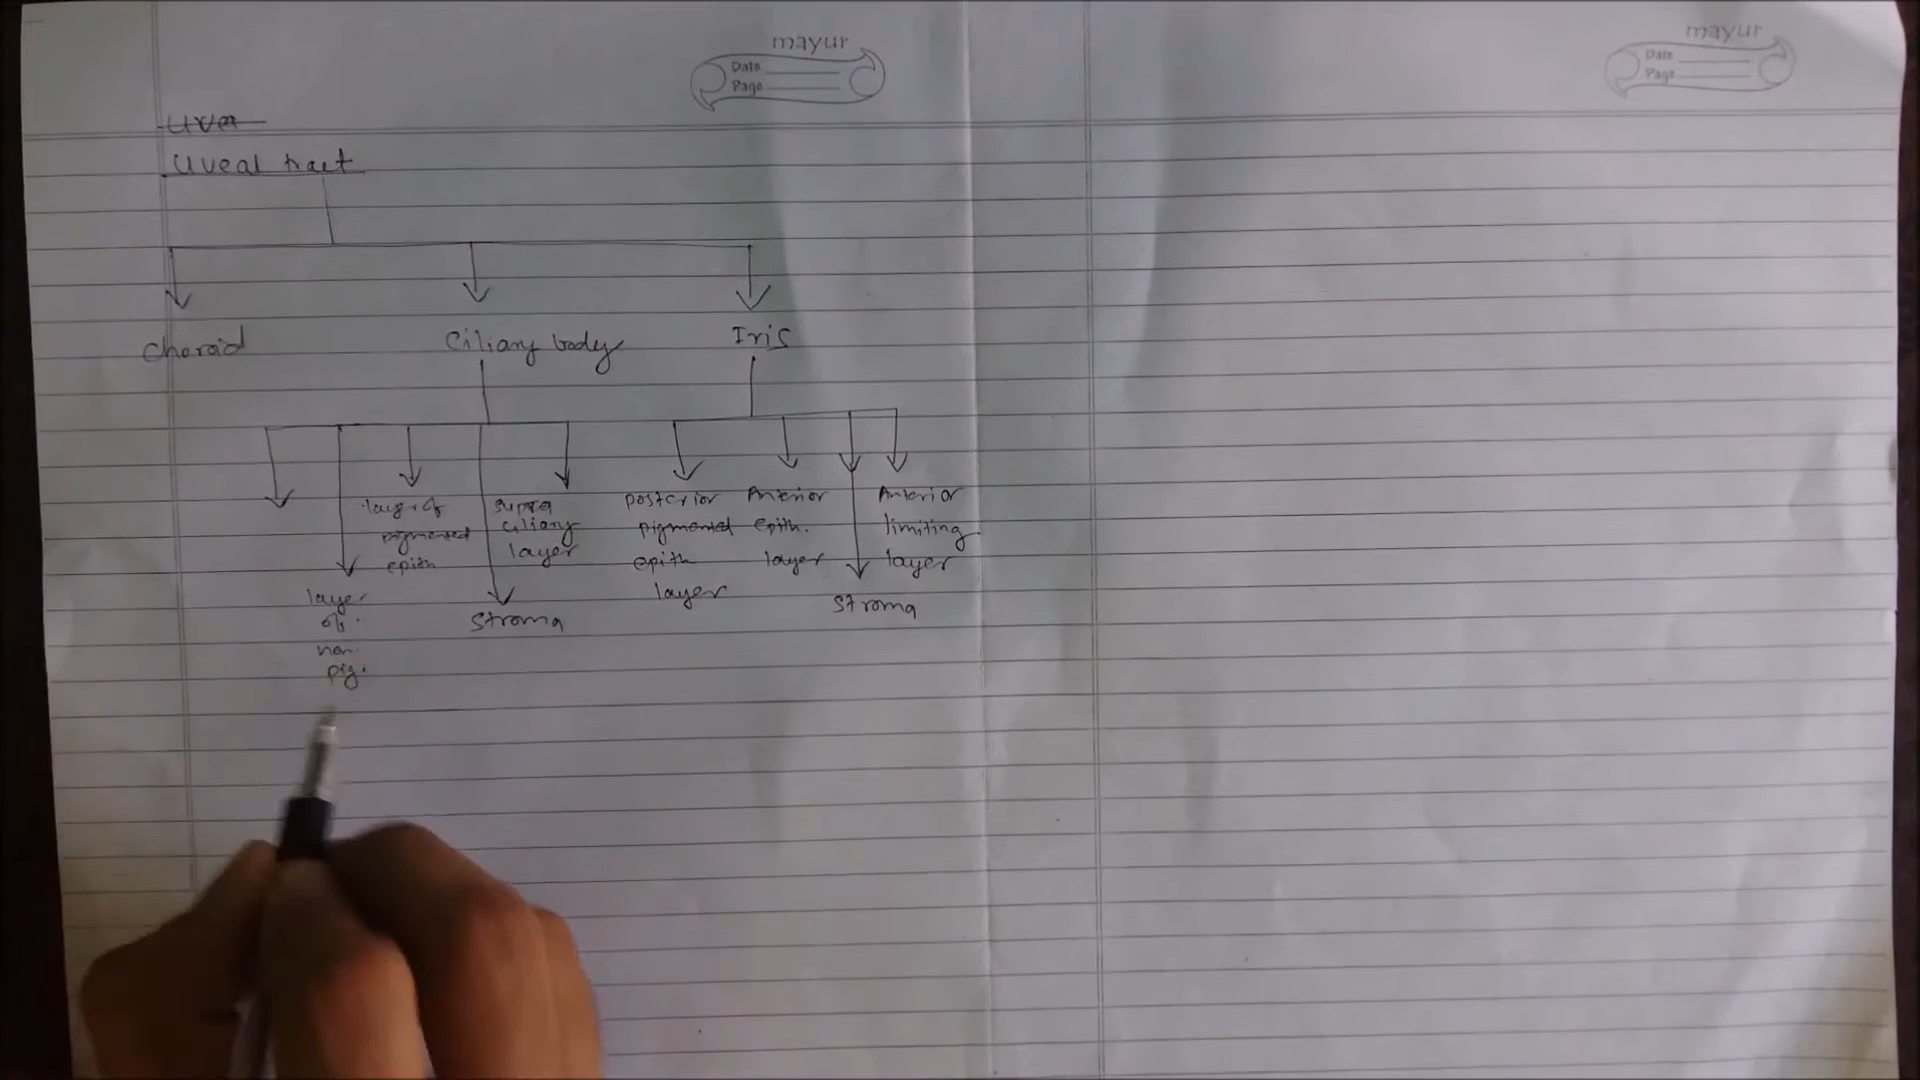 mayur
Date
Page
mayur
Date
Page
Uva
Uveal tract
Choroid
Ciliary body
Iris
layer of
pigmented
epith
supra
ciliary
layer
posterior
pigmented
epith
layer
Anterior
epith.
layer
Anterior
limiting
layer
layer
of
non
pig.
Stroma
Stroma